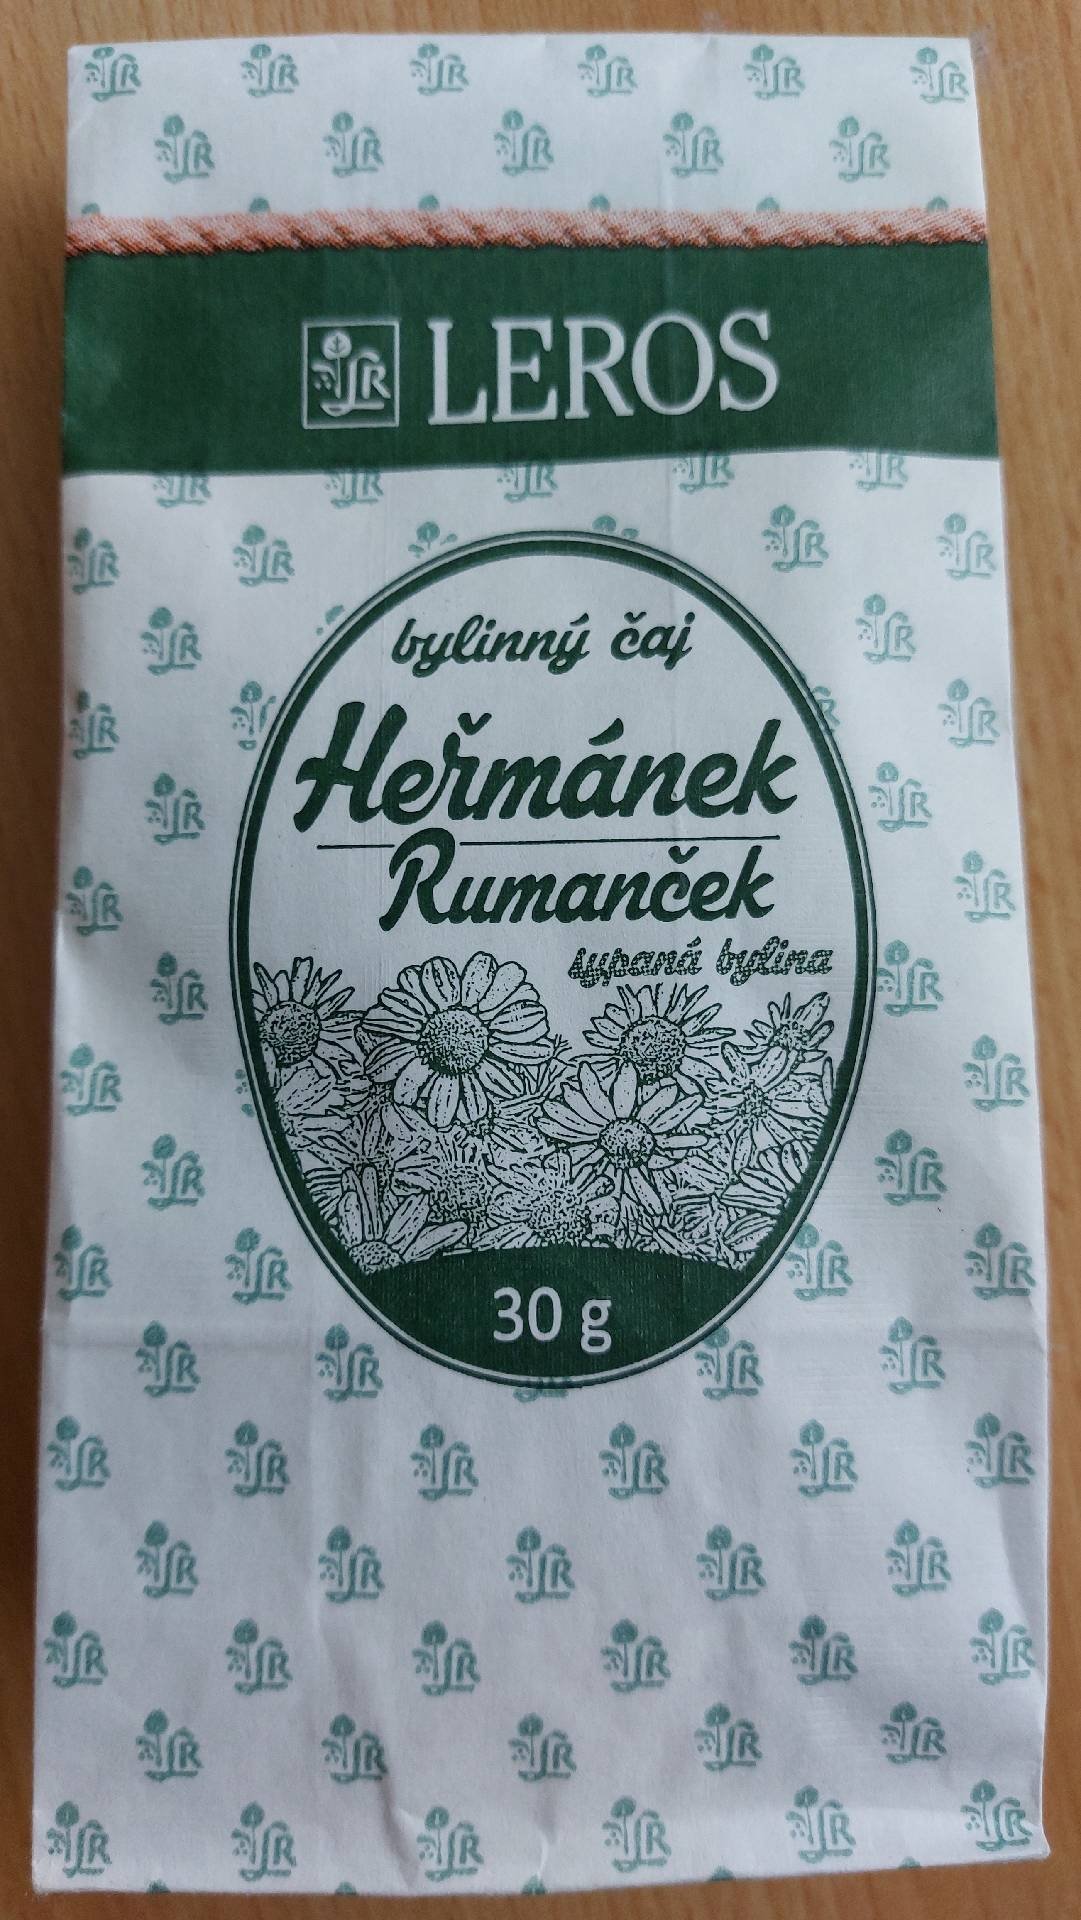 LEROS
bylinný čaj
Heřmánek
Rumanček
sypaná bylina
30 g